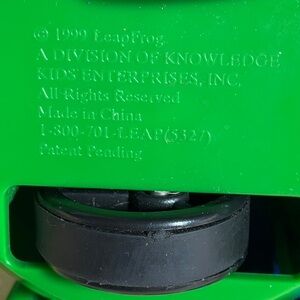 © 1999 LeapFrog
A DIVISION OF KNOWLEDGE
KIDS ENTERPRISES, INC.
All Rights Reserved
Made in China
1-800-701-LEAP(5327)
Patent Pending